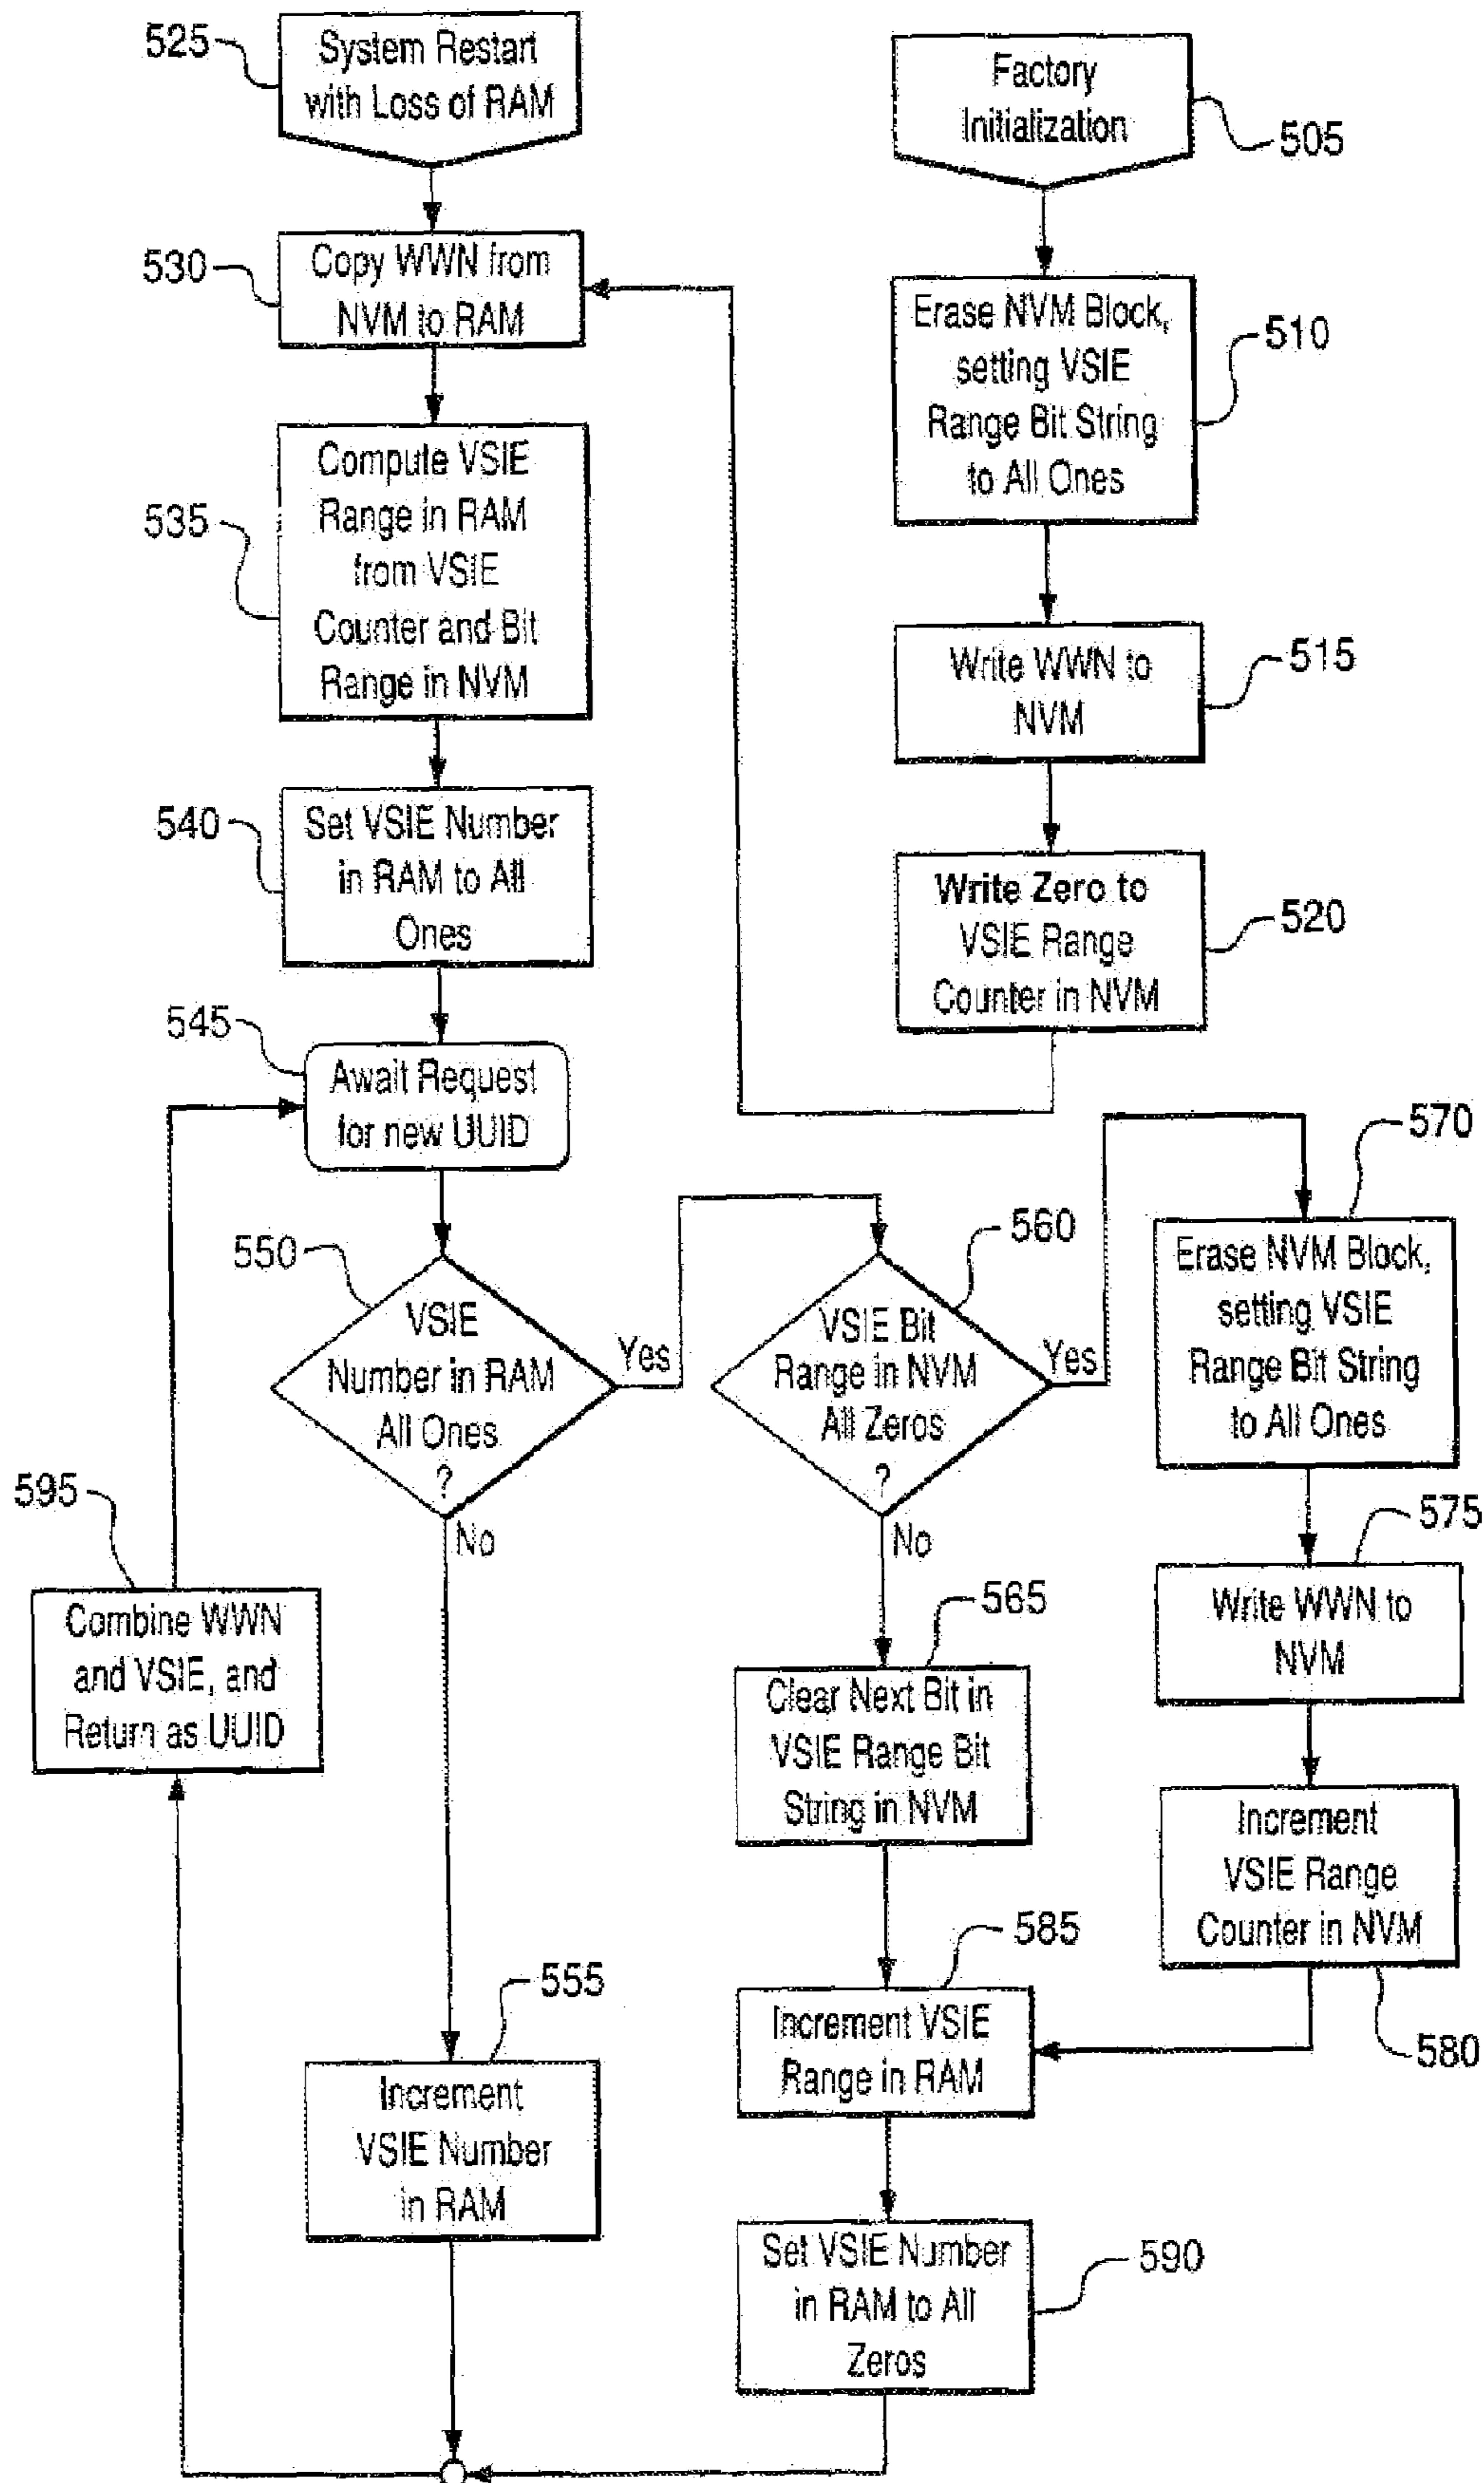 525
System Restart
with Loss of RAM
Factory
Initialization
505
530
Copy WWN from
NVM to RAM
Erase NVM Block,
setting VSIE
Range Bit String
to All Ones
510
535
Compute VSIE
Range in RAM
from VSIE
Counter and Bit
Range in NVM
Write WWN to
NVM
515
540
Set VSIE Number
in RAM to All
Ones
Write Zero to
VSIE Range
Counter in NVM
520
545
Await Request
for new UUID
550
VSIE
Number in RAM
All Ones
?
Yes
No
560
VSIE Bit
Range in NVM
All Zeros
?
Yes
No
570
Erase NVM Block,
setting VSIE
Range Bit String
to All Ones
595
Combine WWN
and VSIE, and
Return as UUID
565
Clear Next Bit in
VSIE Range Bit
String in NVM
575
Write WWN to
NVM
Increment
VSIE Range
Counter in NVM
580
555
Increment
VSIE Number
in RAM
585
Increment VSIE
Range in RAM
Set VSIE Number
in RAM to All
Zeros
590